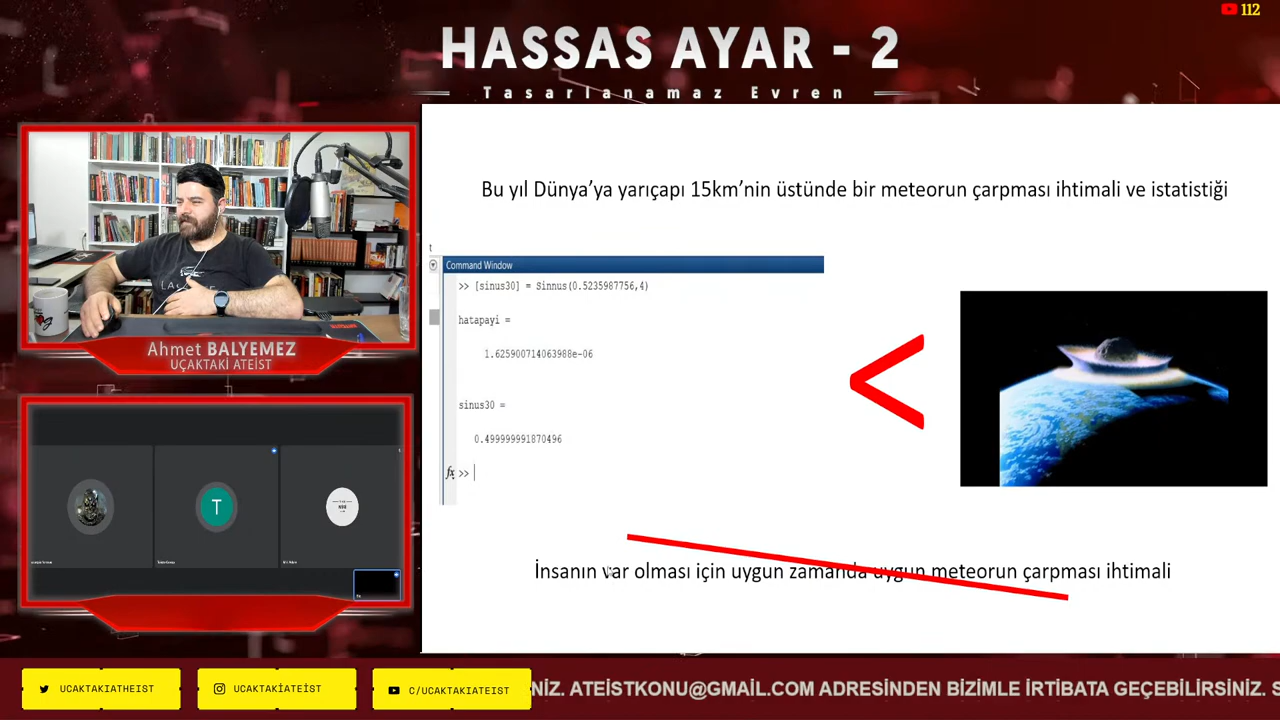 112
HASSAS AYAR - 2
Tasarlanamaz Evren
Bu yıl Dünya'ya yarıçapı 15km'nin üstünde bir meteorun çarpması ihtimali ve istatistiği
t
Command Window
>> [sinus30] = Sinnus(0.5235987756,4)
hatapayi =
1.625900714063988e-06
sinus30 =
0.499999991870496
fx >>
<
İnsanın var olması için uygun zamanda uygun meteorun çarpması ihtimali
Ahmet BALYEMEZ
UÇAKTAKİ ATEİST
T
UCAKTAKIATHEIST
UCAKTAKİATEİST
C/UCAKTAKIATEIST
NİZ. ATEİSTKONU@GMAİL.COM ADRESİNDEN BİZİMLE İRTİBATA GEÇEBİLİRSİNİZ. S